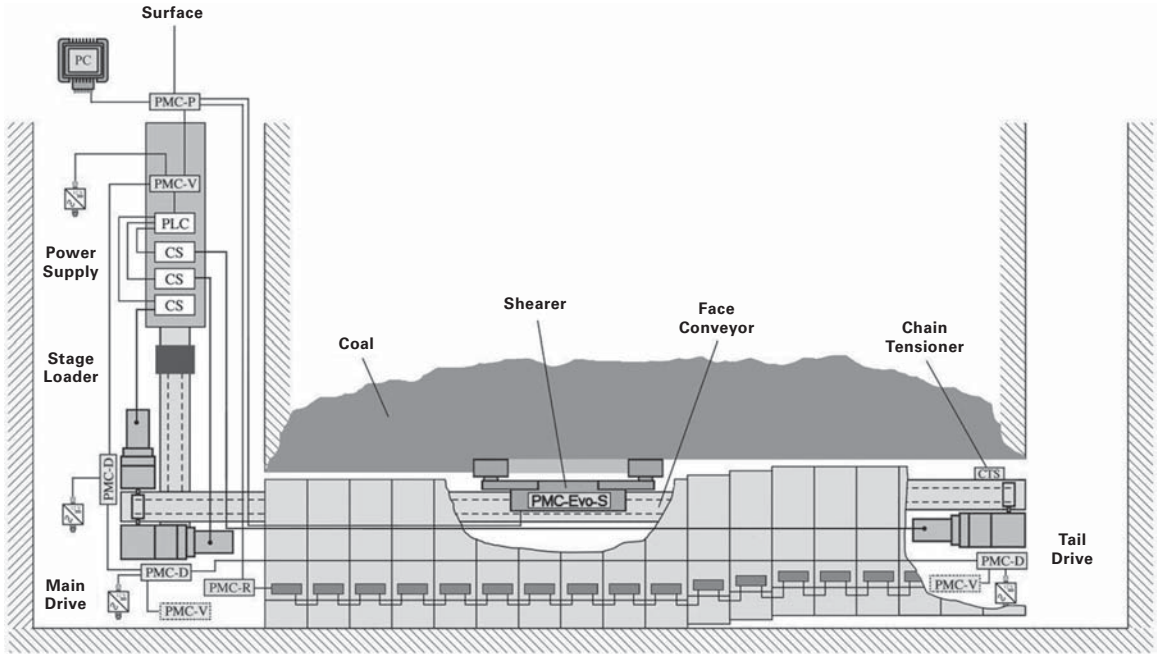 Surface
PC
PMC-P
PMC-V
PLC
CS
CS
CS
Power
Supply
Stage
Loader
Coal
Shearer
Face
Conveyor
Chain
Tensioner
PMC-D
CTS
PMC-Evo-S
Main
Drive
PMC-D
PMC-V
PMC-R
PMC-V
PMC-D
Tail
Drive